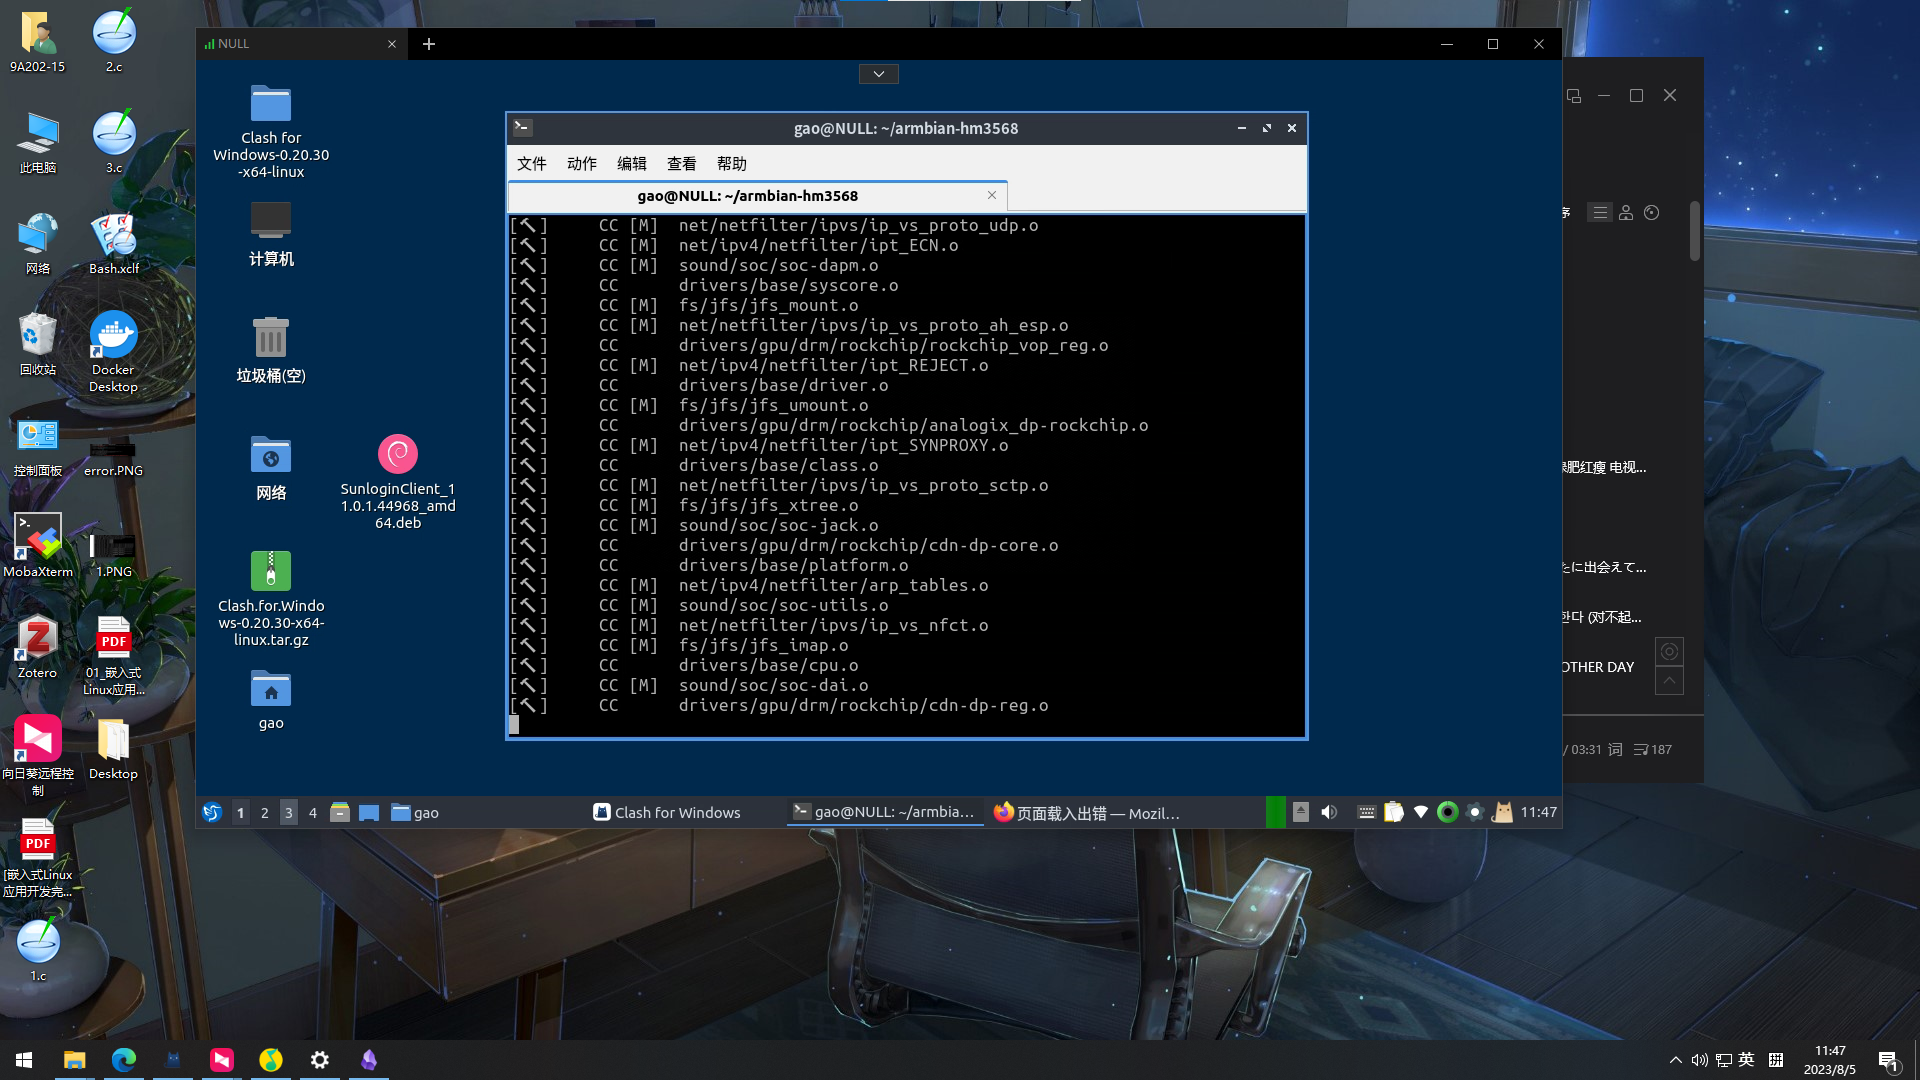 9A202-15
2.c
此电脑
3.c
网络
Bash.xclf
回收站
Docker
Desktop
控制面板
error.PNG
MobaXterm
1.PNG
Zotero
01_嵌入式
Linux应用...
向日葵远程控
制
Desktop
[嵌入式Linux
应用开发完...
1.c
NULL
Clash for
Windows-0.20.30
-x64-linux
计算机
垃圾桶(空)
网络
SunloginClient_1
1.0.1.44968_amd
64.deb
Clash.for.Windo
ws-0.20.30-x64-
linux.tar.gz
gao
gao@NULL: ~/armbian-hm3568
文件 动作 编辑 查看 帮助
gao@NULL: ~/armbian-hm3568
[🔨] CC [M] net/netfilter/ipvs/ip_vs_proto_udp.o
[🔨] CC [M] net/ipv4/netfilter/ipt_ECN.o
[🔨] CC [M] sound/soc/soc-dapm.o
[🔨] CC drivers/base/syscore.o
[🔨] CC [M] fs/jfs/jfs_mount.o
[🔨] CC [M] net/netfilter/ipvs/ip_vs_proto_ah_esp.o
[🔨] CC drivers/gpu/drm/rockchip/rockchip_vop_reg.o
[🔨] CC [M] net/ipv4/netfilter/ipt_REJECT.o
[🔨] CC drivers/base/driver.o
[🔨] CC [M] fs/jfs/jfs_umount.o
[🔨] CC drivers/gpu/drm/rockchip/analogix_dp-rockchip.o
[🔨] CC [M] net/ipv4/netfilter/ipt_SYNPROXY.o
[🔨] CC drivers/base/class.o
[🔨] CC [M] net/netfilter/ipvs/ip_vs_proto_sctp.o
[🔨] CC [M] fs/jfs/jfs_xtree.o
[🔨] CC [M] sound/soc/soc-jack.o
[🔨] CC drivers/gpu/drm/rockchip/cdn-dp-core.o
[🔨] CC drivers/base/platform.o
[🔨] CC [M] net/ipv4/netfilter/arp_tables.o
[🔨] CC [M] sound/soc/soc-utils.o
[🔨] CC [M] net/netfilter/ipvs/ip_vs_nfct.o
[🔨] CC [M] fs/jfs/jfs_imap.o
[🔨] CC drivers/base/cpu.o
[🔨] CC [M] sound/soc/soc-dai.o
[🔨] CC drivers/gpu/drm/rockchip/cdn-dp-reg.o
1 2 3 4 gao Clash for Windows gao@NULL: ~/armbia... 页面载入出错 — Mozil... 11:47
序
肥红瘦 电视...
に出会えて...
한다 (对不起...
OTHER DAY
/ 03:31 词 187
英 拼 11:47
2023/8/5
1
PDF
PDF